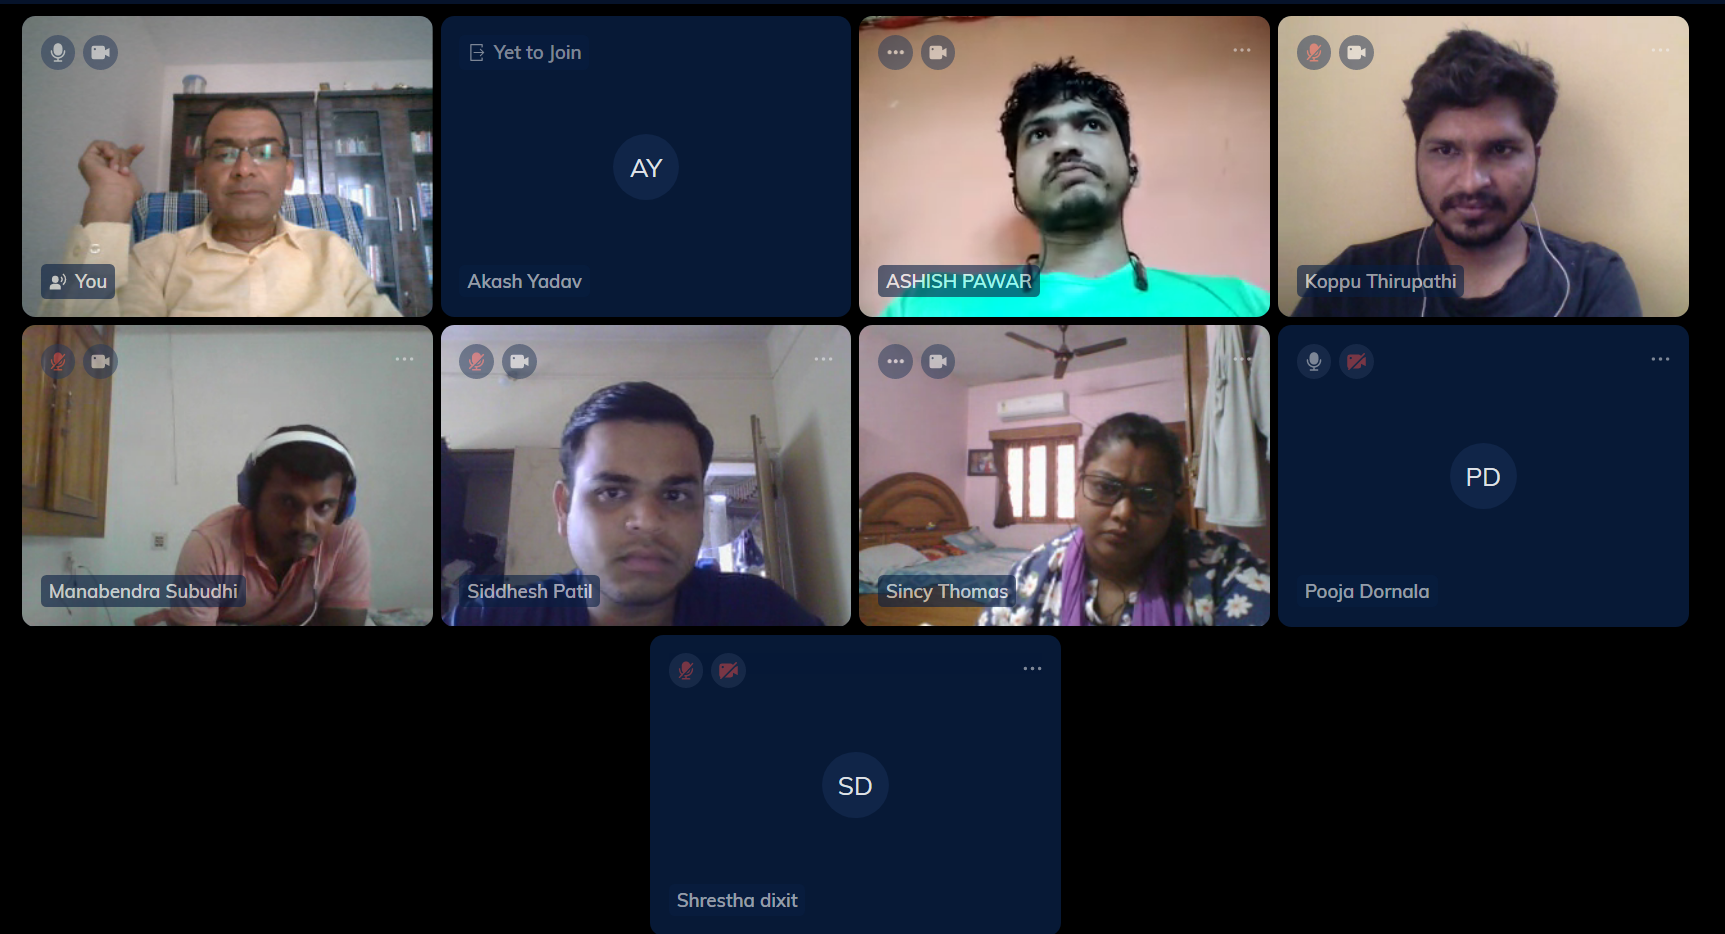 You
Yet to Join
AY
Akash Yadav
ASHISH PAWAR
Koppu Thirupathi
Manabendra Subudhi
Siddhesh Patil
Sincy Thomas
PD
Pooja Dornala
SD
Shrestha dixit